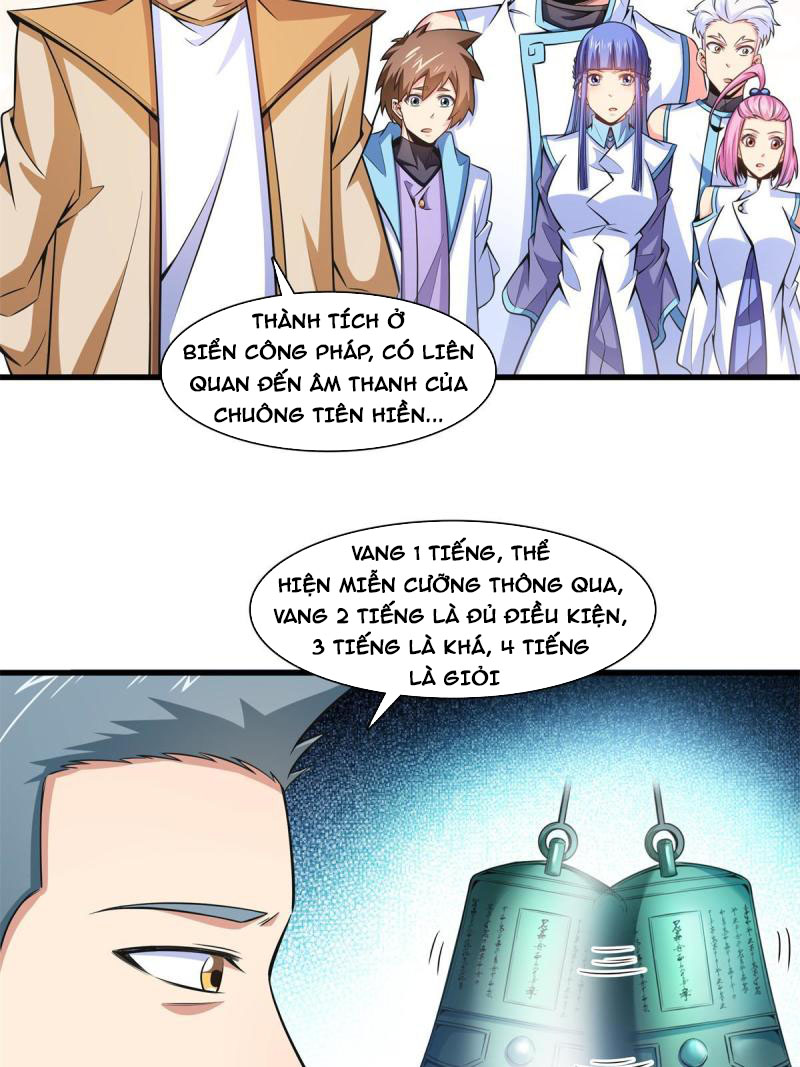 THÀNH TÍCH Ở
BIỂN CÔNG PHÁP, CÓ LIÊN
QUAN ĐẾN ÂM THANH CỦA
CHUÔNG TIÊN HIỀN...
VANG 1 TIẾNG, THỂ
HIỆN MIỄN CƯỠNG THÔNG QUA,
VANG 2 TIẾNG LÀ ĐỦ ĐIỀU KIỆN,
3 TIẾNG LÀ KHÁ, 4 TIẾNG
LÀ GIỎI